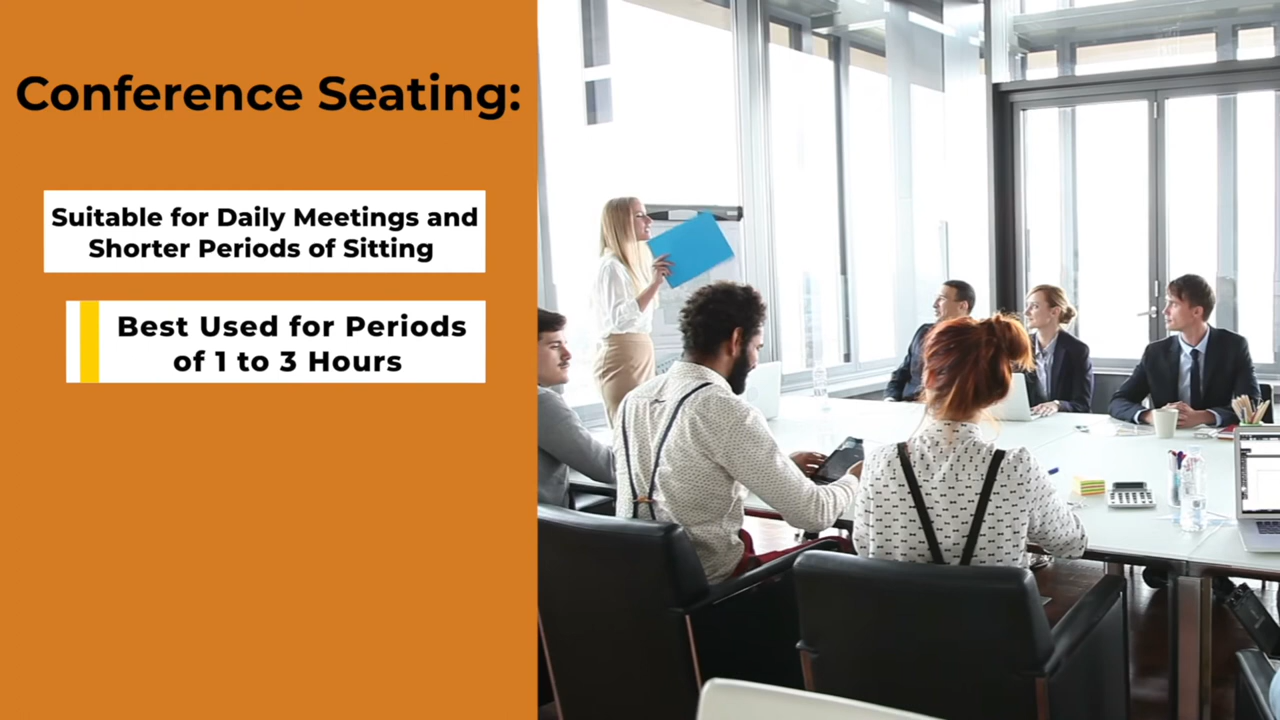 Conference Seating:
Suitable for Daily Meetings and
Shorter Periods of Sitting
Best Used for Periods
of 1 to 3 Hours